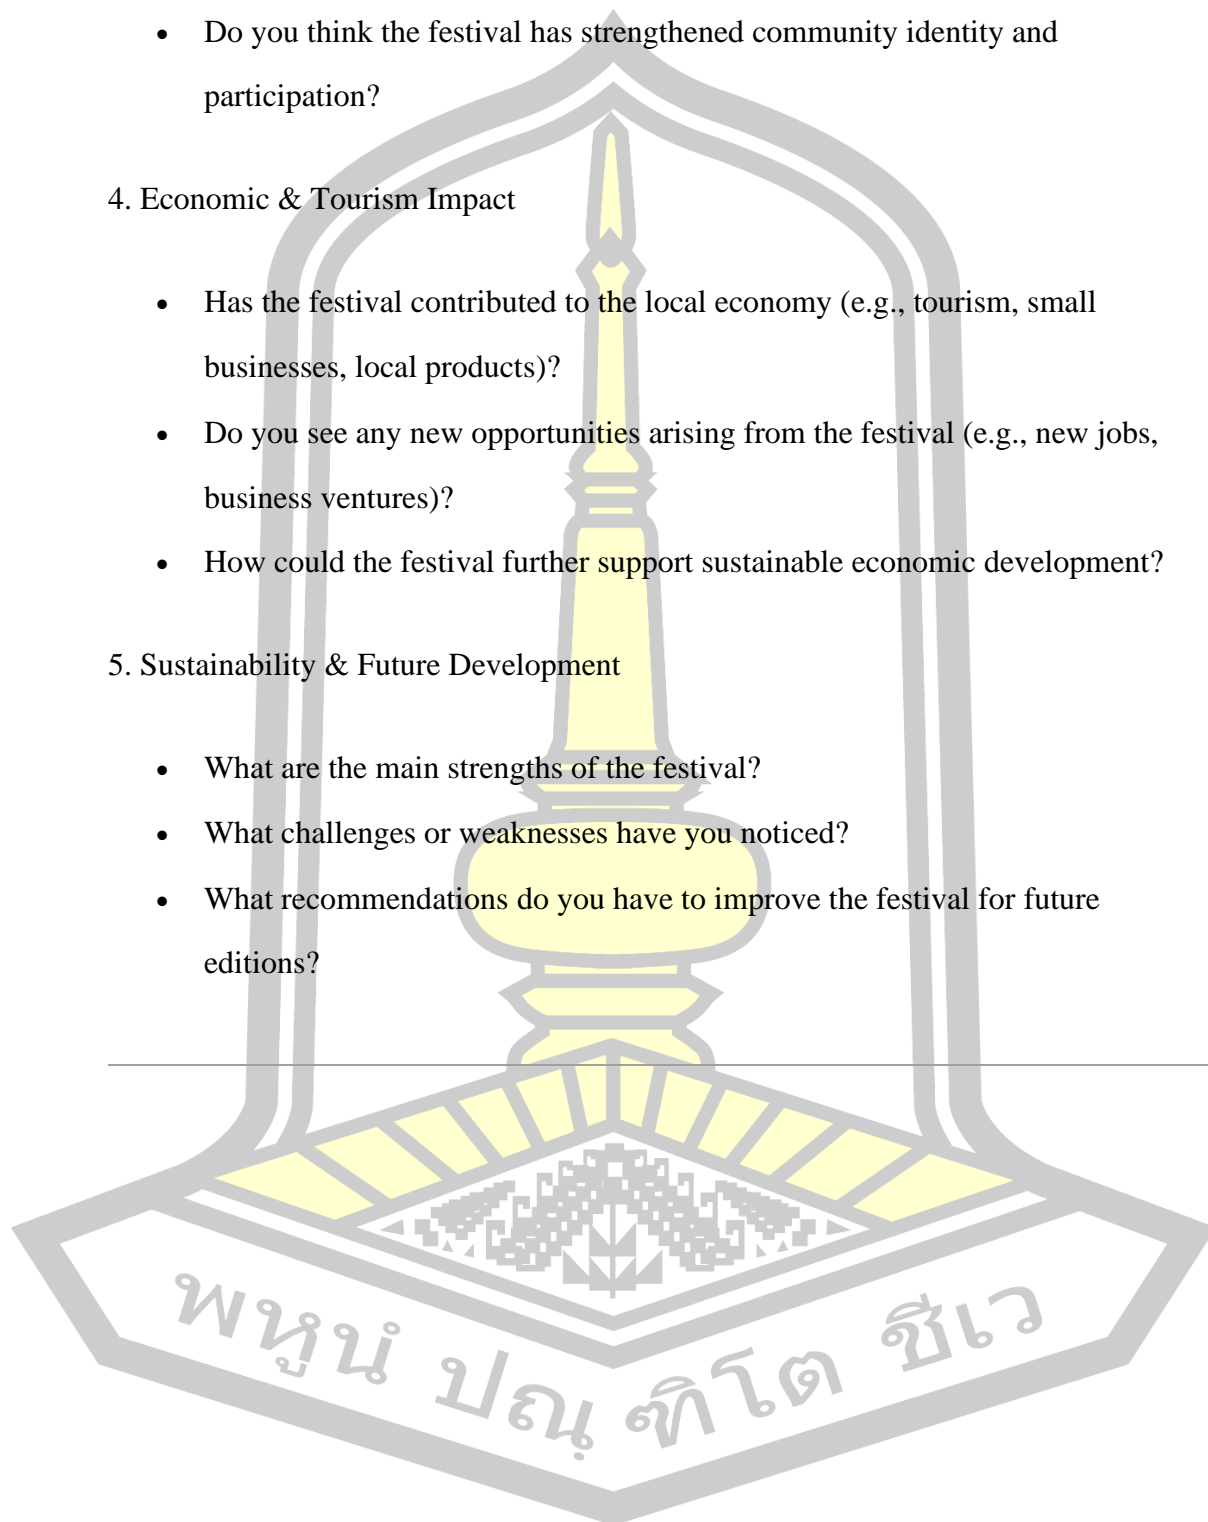 • Do you think the festival has strengthened community identity and
participation?
4. Economic & Tourism Impact
• Has the festival contributed to the local economy (e.g., tourism, small
businesses, local products)?
• Do you see any new opportunities arising from the festival (e.g., new jobs,
business ventures)?
• How could the festival further support sustainable economic development?
5. Sustainability & Future Development
• What are the main strengths of the festival?
• What challenges or weaknesses have you noticed?
• What recommendations do you have to improve the festival for future
editions?
พหูนํ ปณฺฑิโต ชีเว